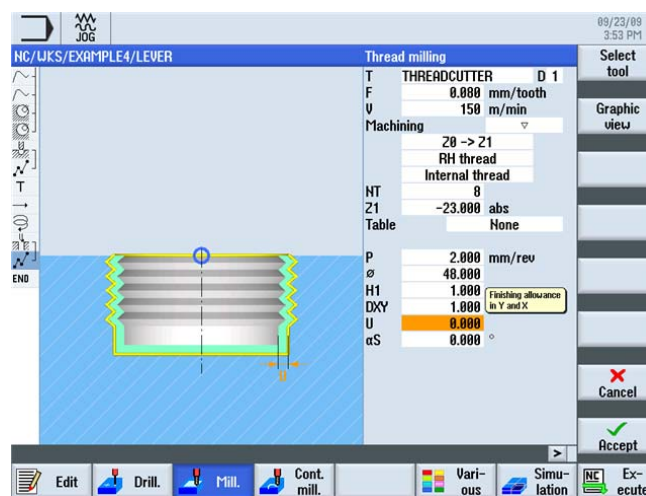 JOG
09/23/09
3:53 PM
NC/WKS/EXAMPLE4/LEVER
Thread milling
Select tool
T THREADCUTTER D 1
F 0.080 mm/tooth
V 150 m/min
Graphic view
Machining ▽
Z0 -> Z1
RH thread
Internal thread
NT 8
Z1 -23.000 abs
Table None
P 2.000 mm/rev
ø 48.000
H1 1.000
DXY 1.000
Finishing allowance
in Y and X
U 0.000
αS 0.000 °
T
END
U
Cancel
Accept
>
Edit
Drill.
Mill.
Cont. mill.
Vari-ous
Simu-lation
NC
Ex-ecute